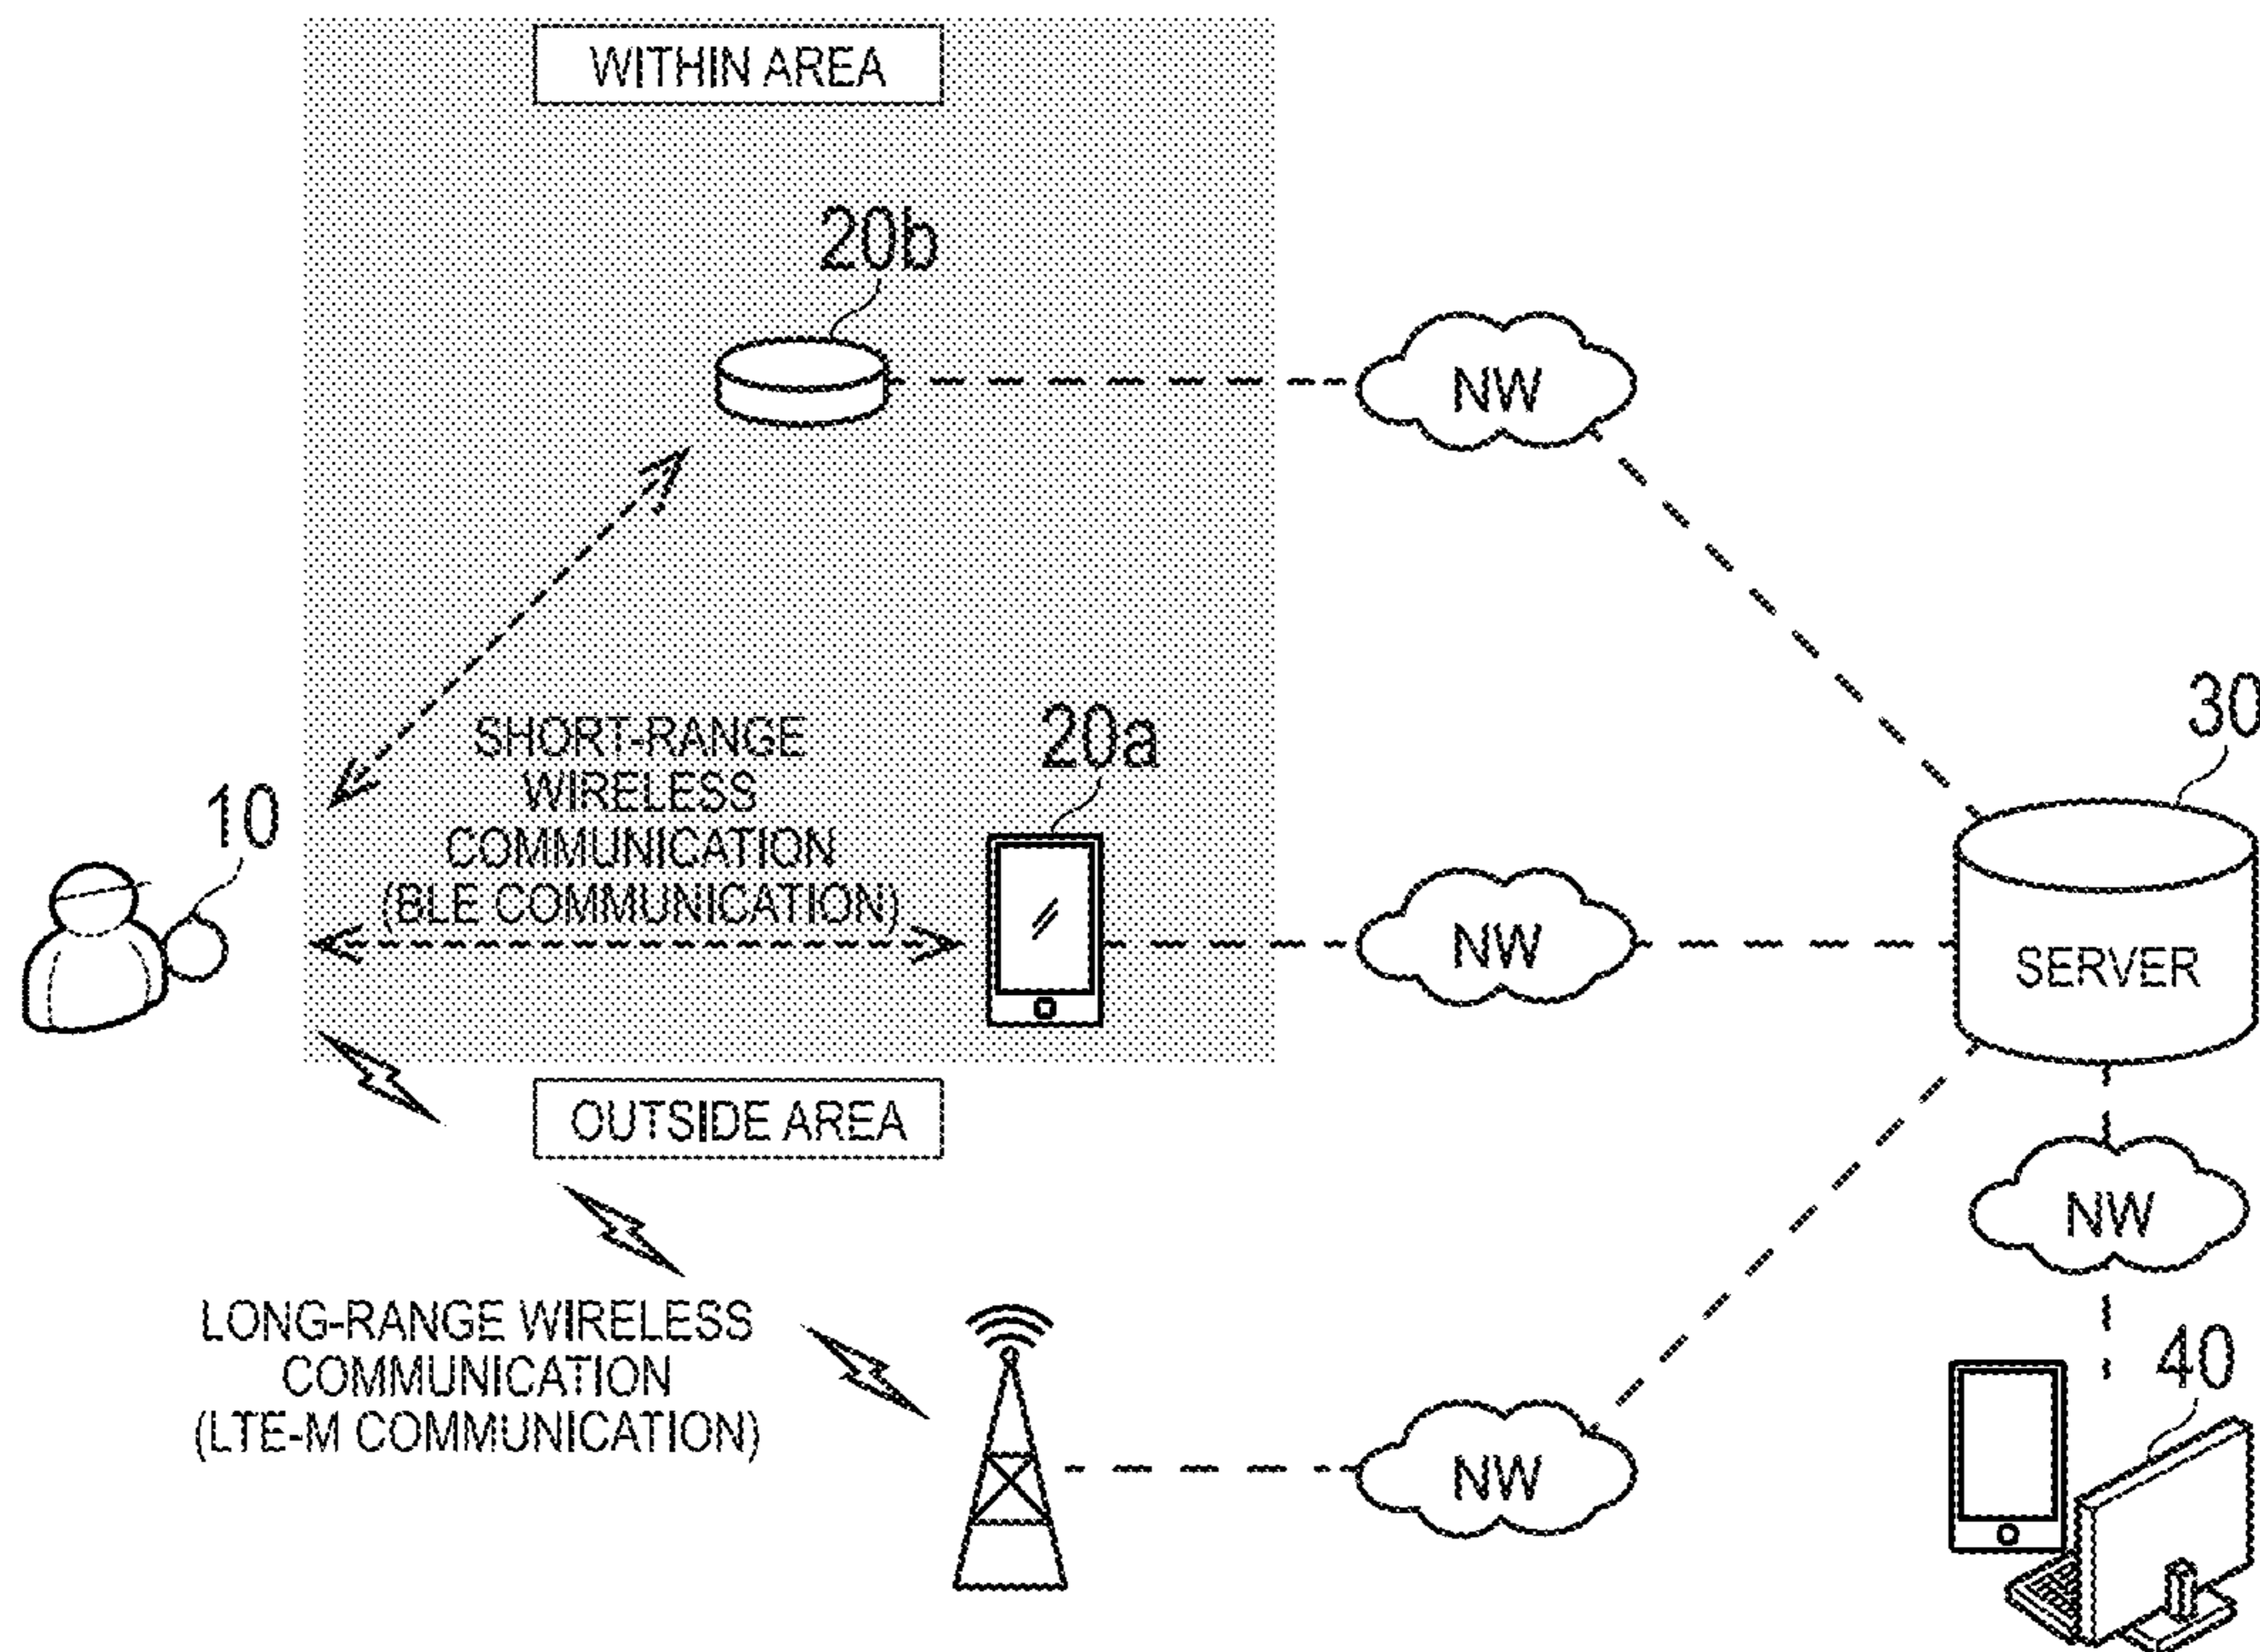 WITHIN AREA
20b
NW
SHORT-RANGE
WIRELESS
COMMUNICATION
(BLE COMMUNICATION)
20a
30
10
NW
SERVER
OUTSIDE AREA
NW
LONG-RANGE WIRELESS
COMMUNICATION
(LTE-M COMMUNICATION)
40
NW